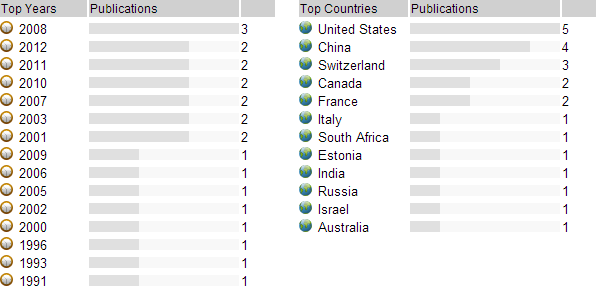 Top Years Publications
2008 3
2012 2
2011 2
2010 2
2007 2
2003 2
2001 2
2009 1
2006 1
2005 1
2002 1
2000 1
1996 1
1993 1
1991 1
Top Countries Publications
United States 5
China 4
Switzerland 3
Canada 2
France 2
Italy 1
South Africa 1
Estonia 1
India 1
Russia 1
Israel 1
Australia 1